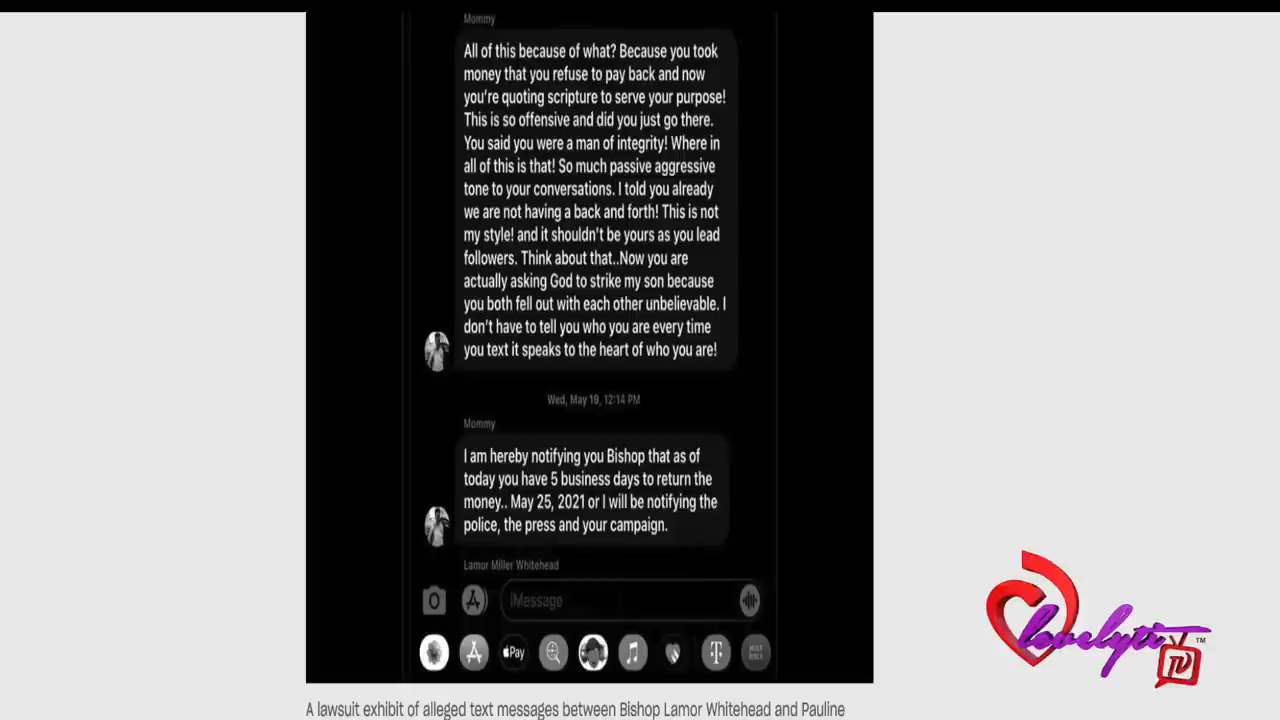 Mommy
All of this because of what? Because you took
money that you refuse to pay back and now
you're quoting scripture to serve your purpose!
This is so offensive and did you just go there.
You said you were a man of integrity! Where in
all of this is that! So much passive aggressive
tone to your conversations. I told you already
we are not having a back and forth! This is not
my style! and it shouldn't be yours as you lead
followers. Think about that..Now you are
actually asking God to strike my son because
you both fell out with each other unbelievable. I
don't have to tell you who you are every time
you text it speaks to the heart of who you are!
Wed, May 19, 12:14 PM
Mommy
I am hereby notifying you Bishop that as of
today you have 5 business days to return the
money.. May 25, 2021 or I will be notifying the
police, the press and your campaign.
Lamor Miller Whitehead
iMessage
Pay
T
HOLY
BIBLE
lovelyti ™
TV
A lawsuit exhibit of alleged text messages between Bishop Lamor Whitehead and Pauline